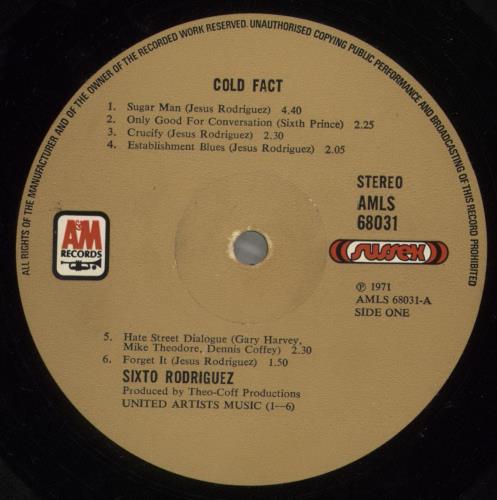 ALL RIGHTS OF THE MANUFACTURER AND OF THE OWNER OF THE RECORDED WORK RESERVED. UNAUTHORISED COPYING PUBLIC PERFORMANCE AND BROADCASTING OF THIS RECORD PROHIBITED
COLD FACT
1. Sugar Man (Jesus Rodriguez) 4.40
2. Only Good For Conversation (Sixth Prince) 2.25
3. Crucify (Jesus Rodriguez) 2.30
4. Establishment Blues (Jesus Rodriguez) 2.05
STEREO
AMLS
68031
A&M
RECORDS
sussex
℗ 1971
AMLS 68031-A
SIDE ONE
5. Hate Street Dialogue (Gary Harvey,
Mike Theodore, Dennis Coffey) 2.30
6. Forget It (Jesus Rodriguez) 1.50
SIXTO RODRIGUEZ
Produced by Theo-Coff Productions
UNITED ARTISTS MUSIC (1—6)